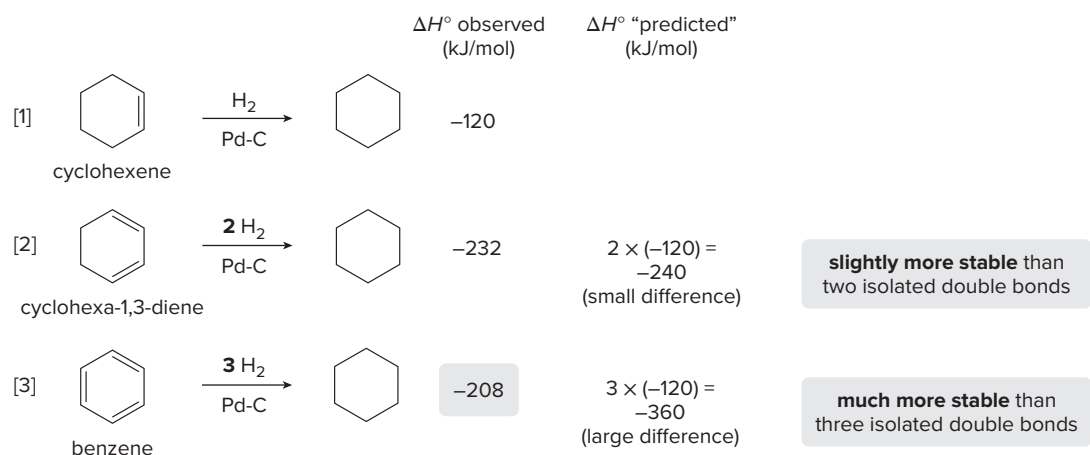 ΔH° observed
(kJ/mol)
ΔH° “predicted”
(kJ/mol)
[1]
H₂
Pd-C
–120
cyclohexene
[2]
2 H₂
Pd-C
–232
2 × (–120) =
–240
(small difference)
slightly more stable than
two isolated double bonds
cyclohexa-1,3-diene
[3]
3 H₂
Pd-C
–208
3 × (–120) =
–360
(large difference)
much more stable than
three isolated double bonds
benzene